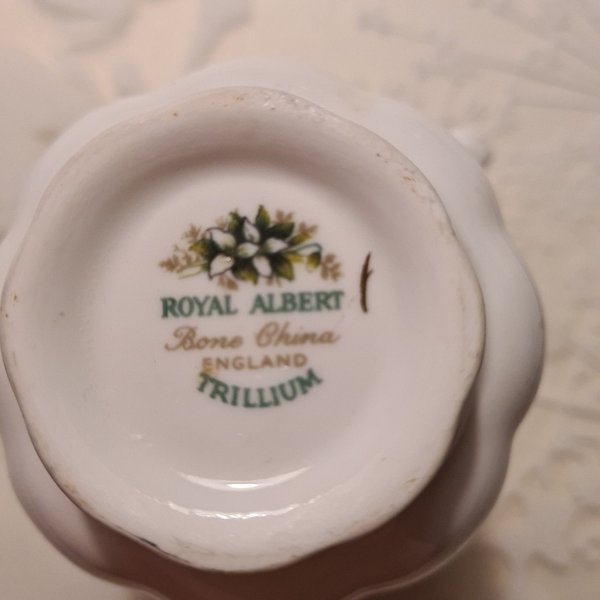 ROYAL ALBERT
Bone China
ENGLAND
TRILLIUM